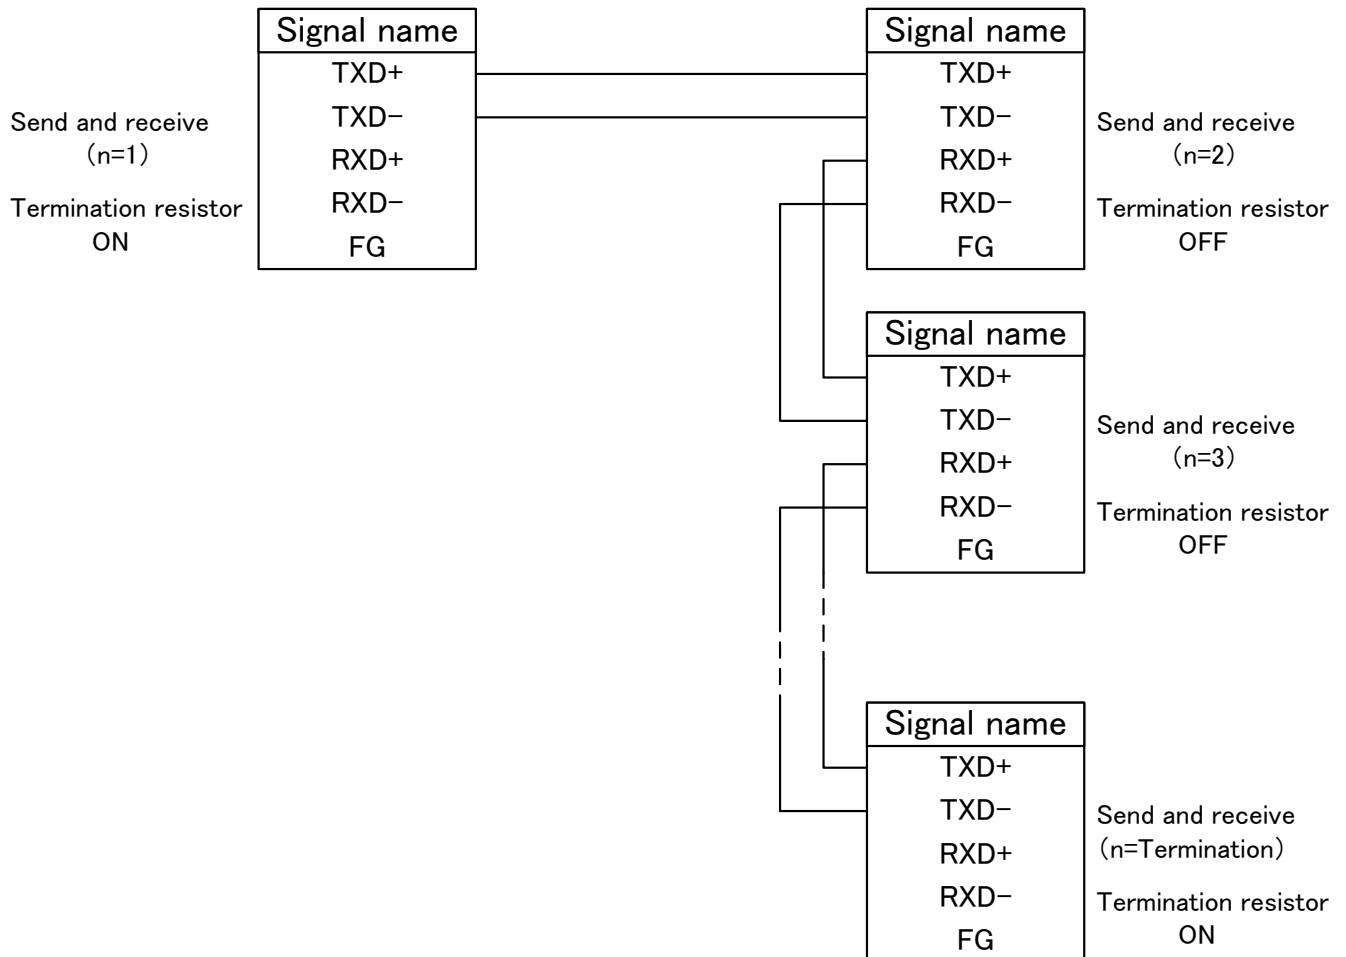 Signal name
TXD+
TXD−
RXD+
RXD−
FG
Send and receive
(n=1)
Termination resistor
ON
Signal name
TXD+
TXD−
RXD+
RXD−
FG
Send and receive
(n=2)
Termination resistor
OFF
Signal name
TXD+
TXD−
RXD+
RXD−
FG
Send and receive
(n=3)
Termination resistor
OFF
Signal name
TXD+
TXD−
RXD+
RXD−
FG
Send and receive
(n=Termination)
Termination resistor
ON